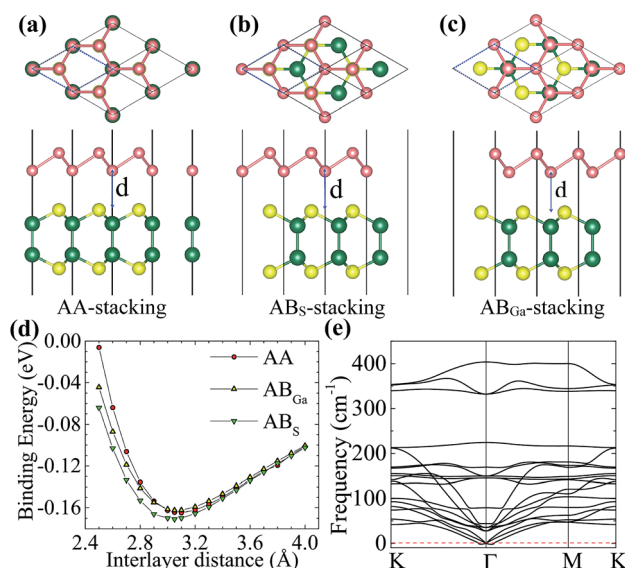 (a) (b) (c)
d d d
AA-stacking ABS-stacking ABGa-stacking
(d) (e)
Binding Energy (eV)
0.00
-0.04
-0.08
-0.12
-0.16
AA
ABGa
ABS
2.4 2.8 3.2 3.6 4.0
Interlayer distance (Å)
Frequency (cm-1)
400
300
200
100
0
K Γ M K